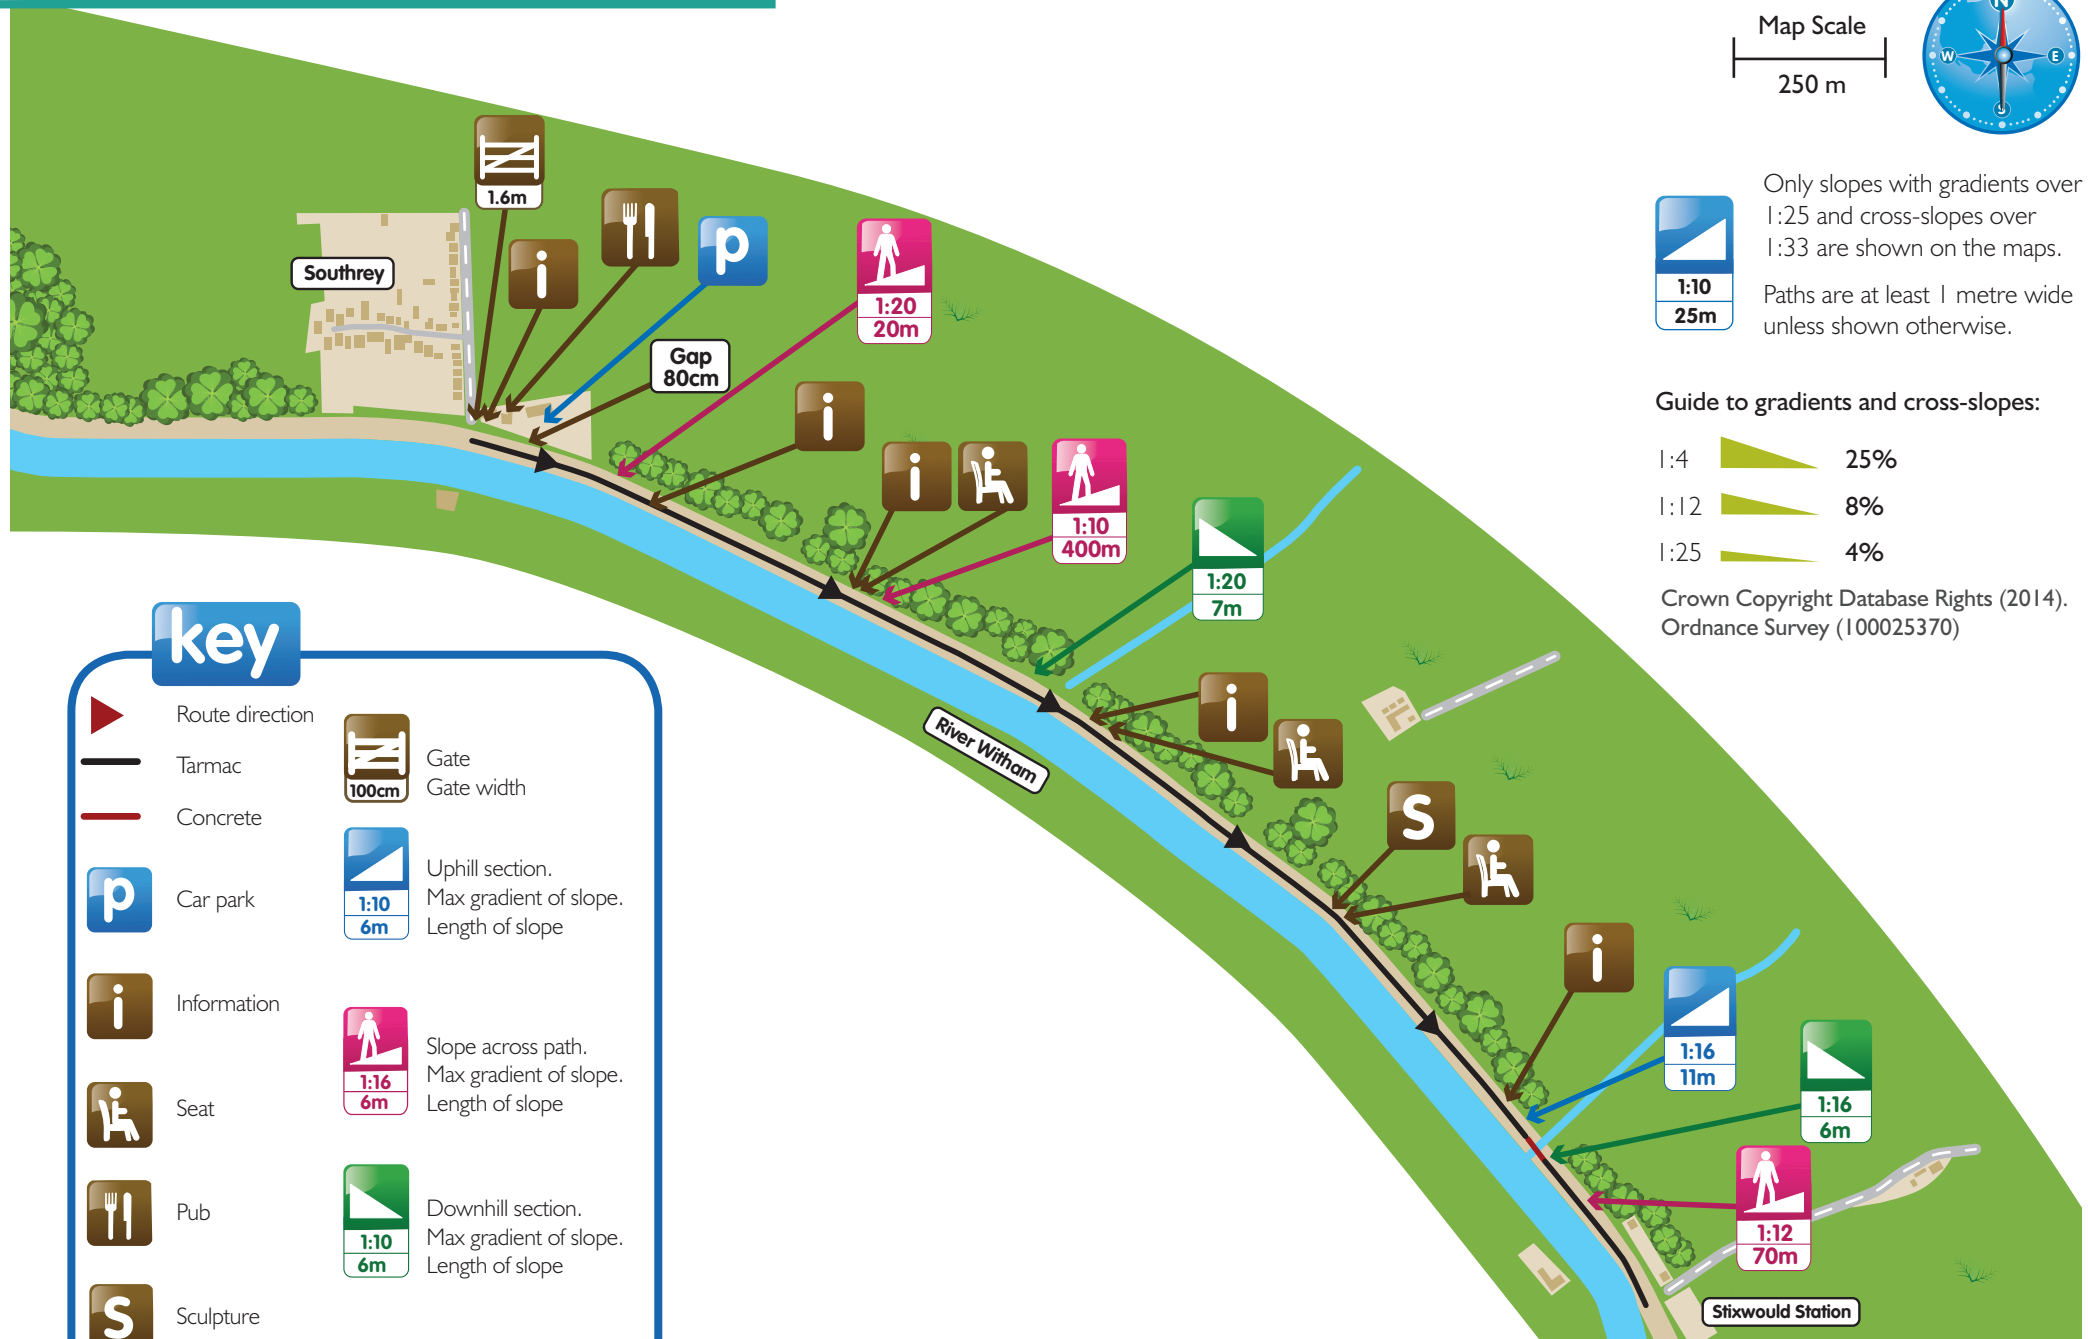 Map Scale
250 m
N
W
E
S
Only slopes with gradients over
1:25 and cross-slopes over
1:33 are shown on the maps.
1:10
25m
Paths are at least 1 metre wide
unless shown otherwise.
Guide to gradients and cross-slopes:
1:4 25%
1:12 8%
1:25 4%
Crown Copyright Database Rights (2014).
Ordnance Survey (100025370)
1.6m
i
p
Southrey
1:20
20m
Gap
80cm
i
i
1:10
400m
1:20
7m
River Witham
i
S
i
1:16
11m
1:16
6m
1:12
70m
Stixwould Station
key
Route direction
Tarmac
Concrete
p
Car park
i
Information
Seat
Pub
S
Sculpture
100cm
Gate
Gate width
1:10
6m
Uphill section.
Max gradient of slope.
Length of slope
1:16
6m
Slope across path.
Max gradient of slope.
Length of slope
1:10
6m
Downhill section.
Max gradient of slope.
Length of slope